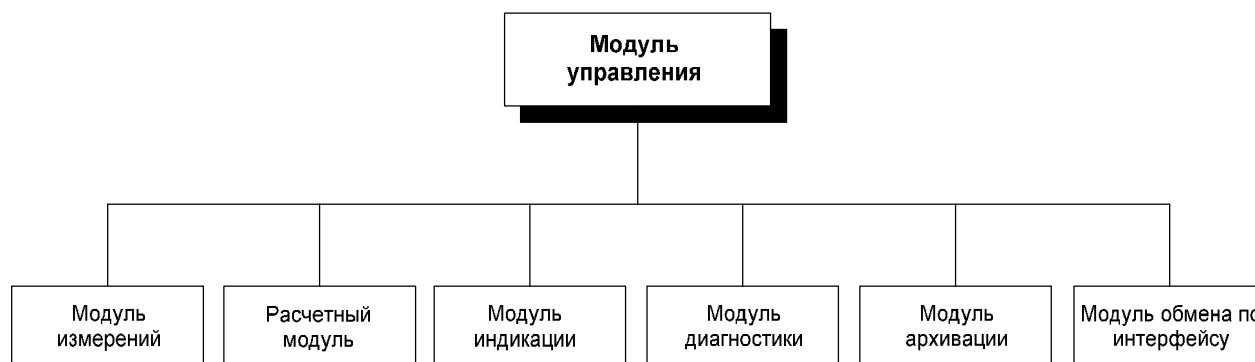 Модуль
управления
Модуль
измерений
Расчетный
модуль
Модуль
индикации
Модуль
диагностики
Модуль
архивации
Модуль обмена по
интерфейсу